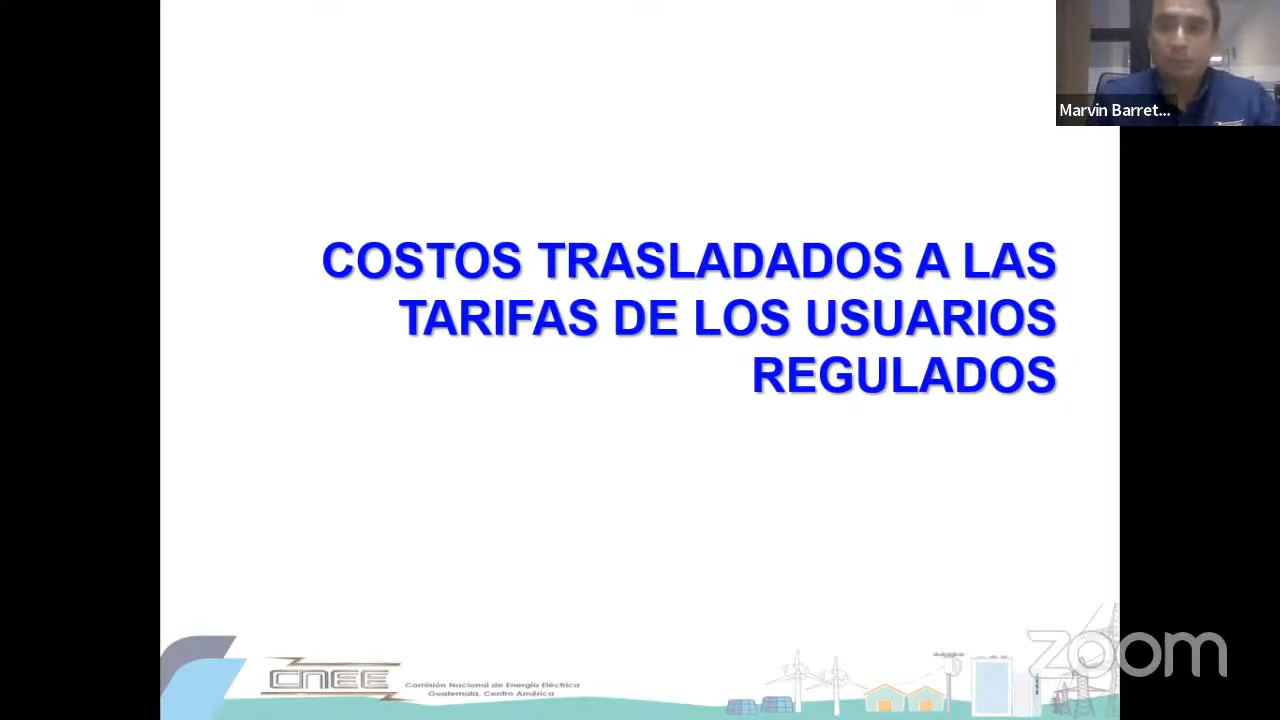 Marvin Barret...
COSTOS TRASLADADOS A LAS
TARIFAS DE LOS USUARIOS
REGULADOS
CNEE
Comisión Nacional de Energía Eléctrica
Guatemala, Centro América
zoom